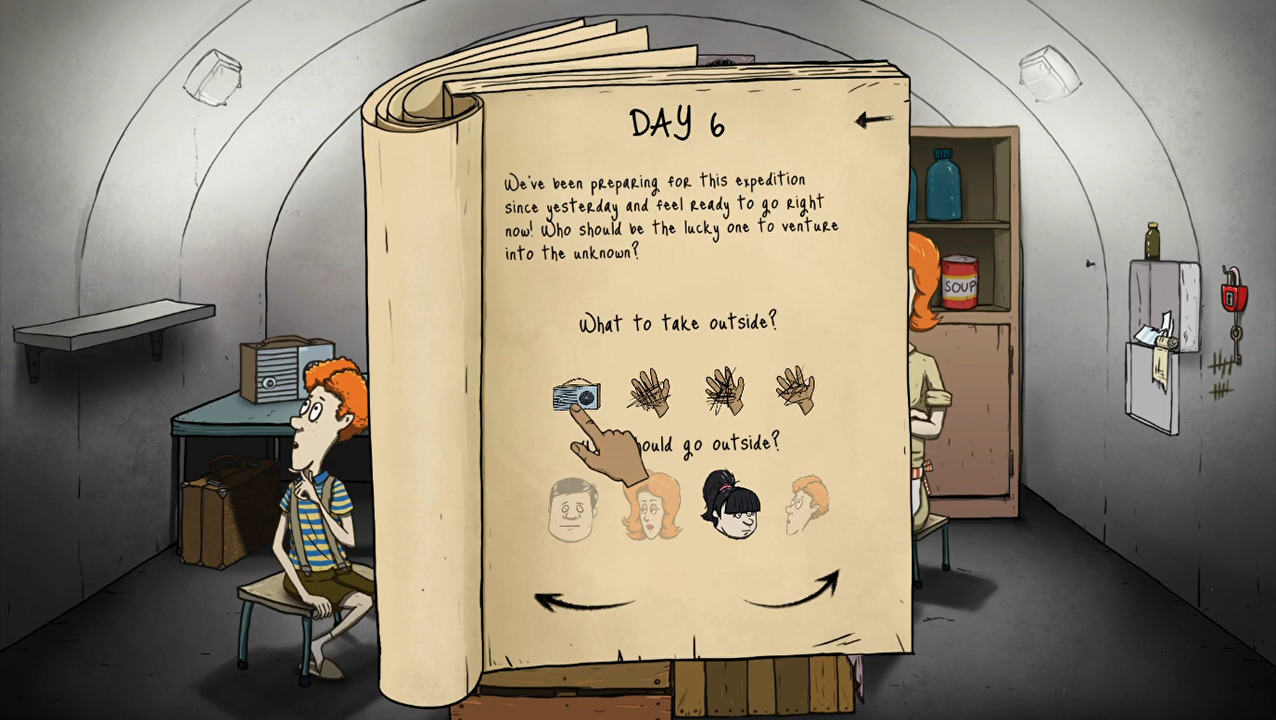 DAY 6
We've been preparing for this expedition
since yesterday and feel ready to go right
now! Who should be the lucky one to venture
into the unknown?
What to take outside?
should go outside?
SOUP